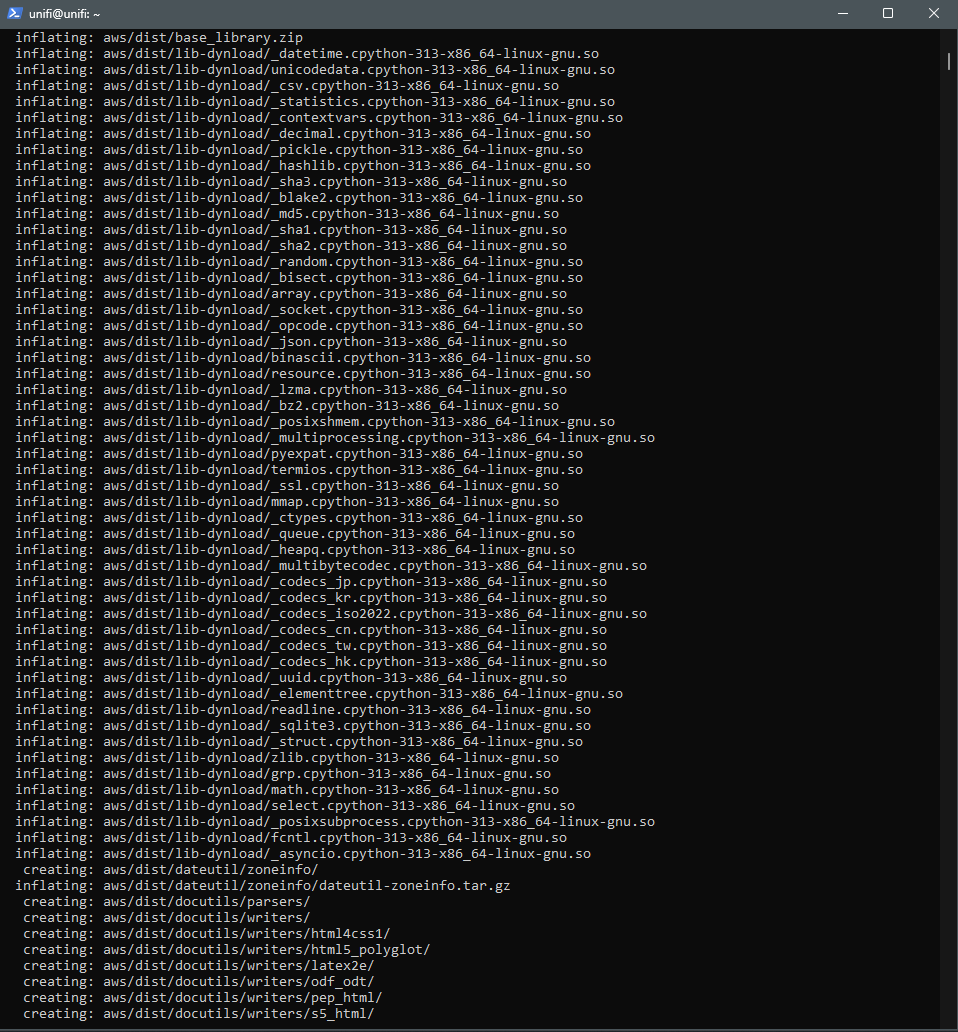 unifi@unifi: ~
inflating: aws/dist/base_library.zip
inflating: aws/dist/lib-dynload/_datetime.cpython-313-x86_64-linux-gnu.so
inflating: aws/dist/lib-dynload/unicodedata.cpython-313-x86_64-linux-gnu.so
inflating: aws/dist/lib-dynload/_csv.cpython-313-x86_64-linux-gnu.so
inflating: aws/dist/lib-dynload/_statistics.cpython-313-x86_64-linux-gnu.so
inflating: aws/dist/lib-dynload/_contextvars.cpython-313-x86_64-linux-gnu.so
inflating: aws/dist/lib-dynload/_decimal.cpython-313-x86_64-linux-gnu.so
inflating: aws/dist/lib-dynload/_pickle.cpython-313-x86_64-linux-gnu.so
inflating: aws/dist/lib-dynload/_hashlib.cpython-313-x86_64-linux-gnu.so
inflating: aws/dist/lib-dynload/_sha3.cpython-313-x86_64-linux-gnu.so
inflating: aws/dist/lib-dynload/_blake2.cpython-313-x86_64-linux-gnu.so
inflating: aws/dist/lib-dynload/_md5.cpython-313-x86_64-linux-gnu.so
inflating: aws/dist/lib-dynload/_sha1.cpython-313-x86_64-linux-gnu.so
inflating: aws/dist/lib-dynload/_sha2.cpython-313-x86_64-linux-gnu.so
inflating: aws/dist/lib-dynload/_random.cpython-313-x86_64-linux-gnu.so
inflating: aws/dist/lib-dynload/_bisect.cpython-313-x86_64-linux-gnu.so
inflating: aws/dist/lib-dynload/array.cpython-313-x86_64-linux-gnu.so
inflating: aws/dist/lib-dynload/_socket.cpython-313-x86_64-linux-gnu.so
inflating: aws/dist/lib-dynload/_opcode.cpython-313-x86_64-linux-gnu.so
inflating: aws/dist/lib-dynload/_json.cpython-313-x86_64-linux-gnu.so
inflating: aws/dist/lib-dynload/binascii.cpython-313-x86_64-linux-gnu.so
inflating: aws/dist/lib-dynload/resource.cpython-313-x86_64-linux-gnu.so
inflating: aws/dist/lib-dynload/_lzma.cpython-313-x86_64-linux-gnu.so
inflating: aws/dist/lib-dynload/_bz2.cpython-313-x86_64-linux-gnu.so
inflating: aws/dist/lib-dynload/_posixshmem.cpython-313-x86_64-linux-gnu.so
inflating: aws/dist/lib-dynload/_multiprocessing.cpython-313-x86_64-linux-gnu.so
inflating: aws/dist/lib-dynload/pyexpat.cpython-313-x86_64-linux-gnu.so
inflating: aws/dist/lib-dynload/termios.cpython-313-x86_64-linux-gnu.so
inflating: aws/dist/lib-dynload/_ssl.cpython-313-x86_64-linux-gnu.so
inflating: aws/dist/lib-dynload/mmap.cpython-313-x86_64-linux-gnu.so
inflating: aws/dist/lib-dynload/_ctypes.cpython-313-x86_64-linux-gnu.so
inflating: aws/dist/lib-dynload/_queue.cpython-313-x86_64-linux-gnu.so
inflating: aws/dist/lib-dynload/_heapq.cpython-313-x86_64-linux-gnu.so
inflating: aws/dist/lib-dynload/_multibytecodec.cpython-313-x86_64-linux-gnu.so
inflating: aws/dist/lib-dynload/_codecs_jp.cpython-313-x86_64-linux-gnu.so
inflating: aws/dist/lib-dynload/_codecs_kr.cpython-313-x86_64-linux-gnu.so
inflating: aws/dist/lib-dynload/_codecs_iso2022.cpython-313-x86_64-linux-gnu.so
inflating: aws/dist/lib-dynload/_codecs_cn.cpython-313-x86_64-linux-gnu.so
inflating: aws/dist/lib-dynload/_codecs_tw.cpython-313-x86_64-linux-gnu.so
inflating: aws/dist/lib-dynload/_codecs_hk.cpython-313-x86_64-linux-gnu.so
inflating: aws/dist/lib-dynload/_uuid.cpython-313-x86_64-linux-gnu.so
inflating: aws/dist/lib-dynload/_elementtree.cpython-313-x86_64-linux-gnu.so
inflating: aws/dist/lib-dynload/readline.cpython-313-x86_64-linux-gnu.so
inflating: aws/dist/lib-dynload/_sqlite3.cpython-313-x86_64-linux-gnu.so
inflating: aws/dist/lib-dynload/_struct.cpython-313-x86_64-linux-gnu.so
inflating: aws/dist/lib-dynload/zlib.cpython-313-x86_64-linux-gnu.so
inflating: aws/dist/lib-dynload/grp.cpython-313-x86_64-linux-gnu.so
inflating: aws/dist/lib-dynload/math.cpython-313-x86_64-linux-gnu.so
inflating: aws/dist/lib-dynload/select.cpython-313-x86_64-linux-gnu.so
inflating: aws/dist/lib-dynload/_posixsubprocess.cpython-313-x86_64-linux-gnu.so
inflating: aws/dist/lib-dynload/fcntl.cpython-313-x86_64-linux-gnu.so
inflating: aws/dist/lib-dynload/_asyncio.cpython-313-x86_64-linux-gnu.so
creating: aws/dist/dateutil/zoneinfo/
inflating: aws/dist/dateutil/zoneinfo/dateutil-zoneinfo.tar.gz
creating: aws/dist/docutils/parsers/
creating: aws/dist/docutils/writers/
creating: aws/dist/docutils/writers/html4css1/
creating: aws/dist/docutils/writers/html5_polyglot/
creating: aws/dist/docutils/writers/latex2e/
creating: aws/dist/docutils/writers/odf_odt/
creating: aws/dist/docutils/writers/pep_html/
creating: aws/dist/docutils/writers/s5_html/